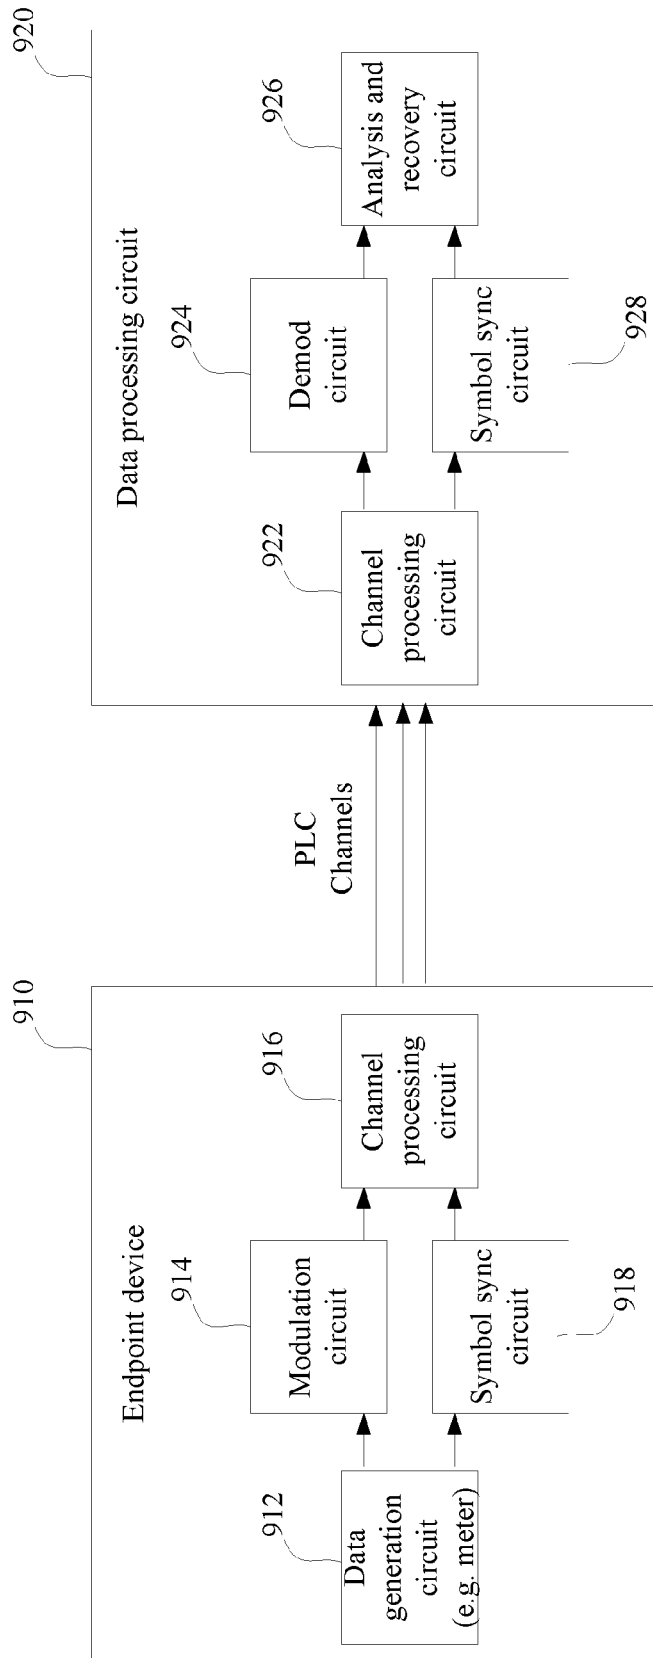 910
Endpoint device
912
Data
generation
circuit
(e.g. meter)
914
Modulation
circuit
Symbol sync
circuit
918
916
Channel
processing
circuit
PLC
Channels
920
Data processing circuit
922
Channel
processing
circuit
924
Demod
circuit
Symbol sync
circuit
928
926
Analysis and
recovery
circuit